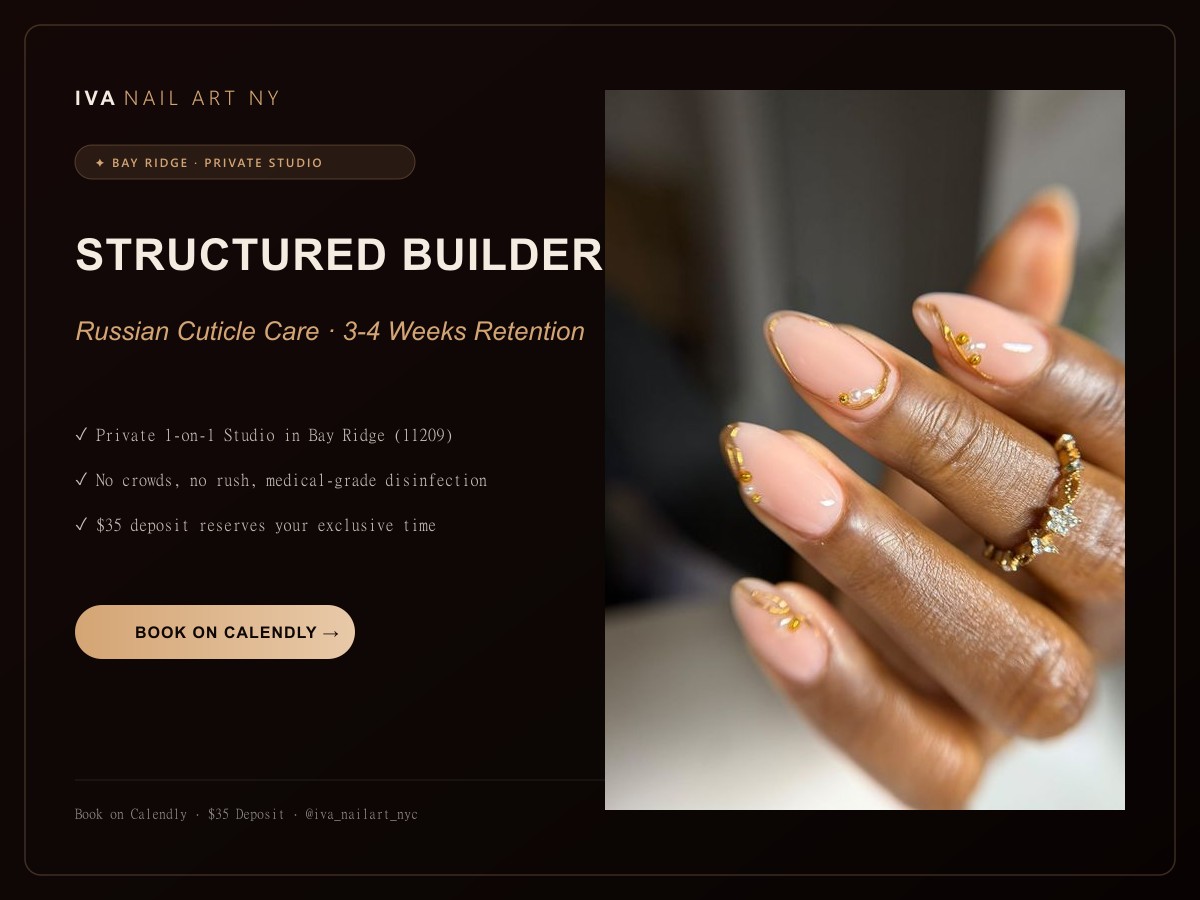 IVA NAIL ART NY
✦ BAY RIDGE · PRIVATE STUDIO
STRUCTURED BUILDER
Russian Cuticle Care · 3-4 Weeks Retention
✓ Private 1-on-1 Studio in Bay Ridge (11209)
✓ No crowds, no rush, medical-grade disinfection
✓ $35 deposit reserves your exclusive time
BOOK ON CALENDLY →
Book on Calendly · $35 Deposit · @iva_nailart_nyc